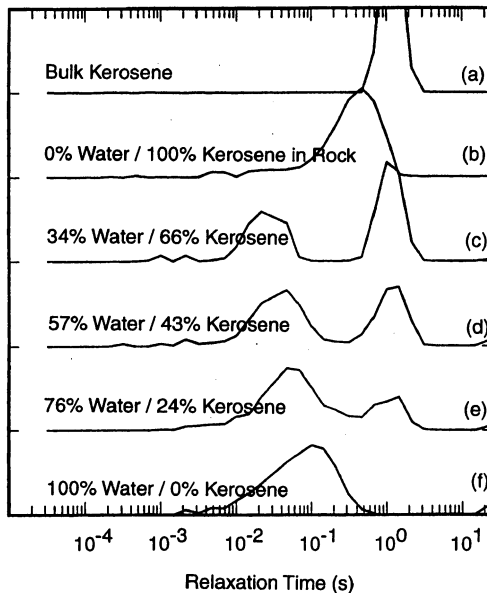 Bulk Kerosene (a)
0% Water / 100% Kerosene in Rock (b)
34% Water / 66% Kerosene (c)
57% Water / 43% Kerosene (d)
76% Water / 24% Kerosene (e)
100% Water / 0% Kerosene (f)
10⁻⁴ 10⁻³ 10⁻² 10⁻¹ 10⁰ 10¹
Relaxation Time (s)